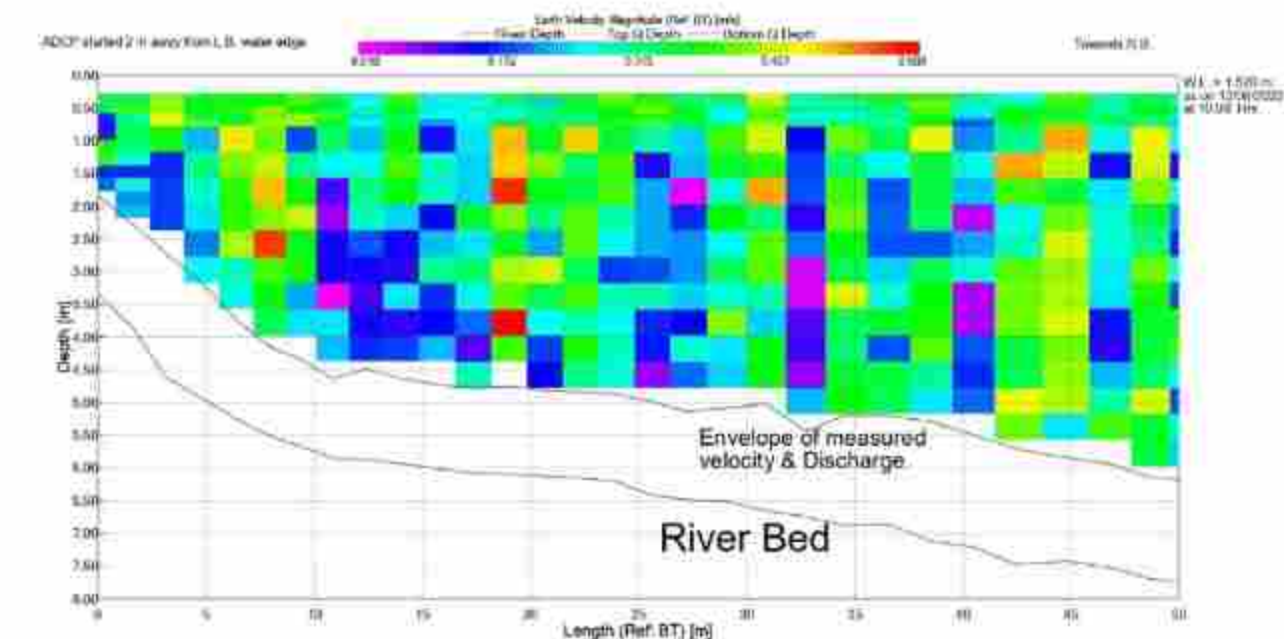 Earth Velocity Magnitude (Ref: BT) [m/s]
River Depth Top Q Depth Bottom Q Depth
ADCP started 2 m away from L.B. water edge
Towards R.B.
0.00
0.50
1.00
1.50
2.00
2.50
3.00
3.50
4.00
4.50
5.00
5.50
6.00
6.50
7.00
7.50
8.00
Depth [m]
Envelope of measured
velocity & Discharge
River Bed
0 5 10 15 20 25 30 35 40 45 50
Length (Ref: BT) [m]